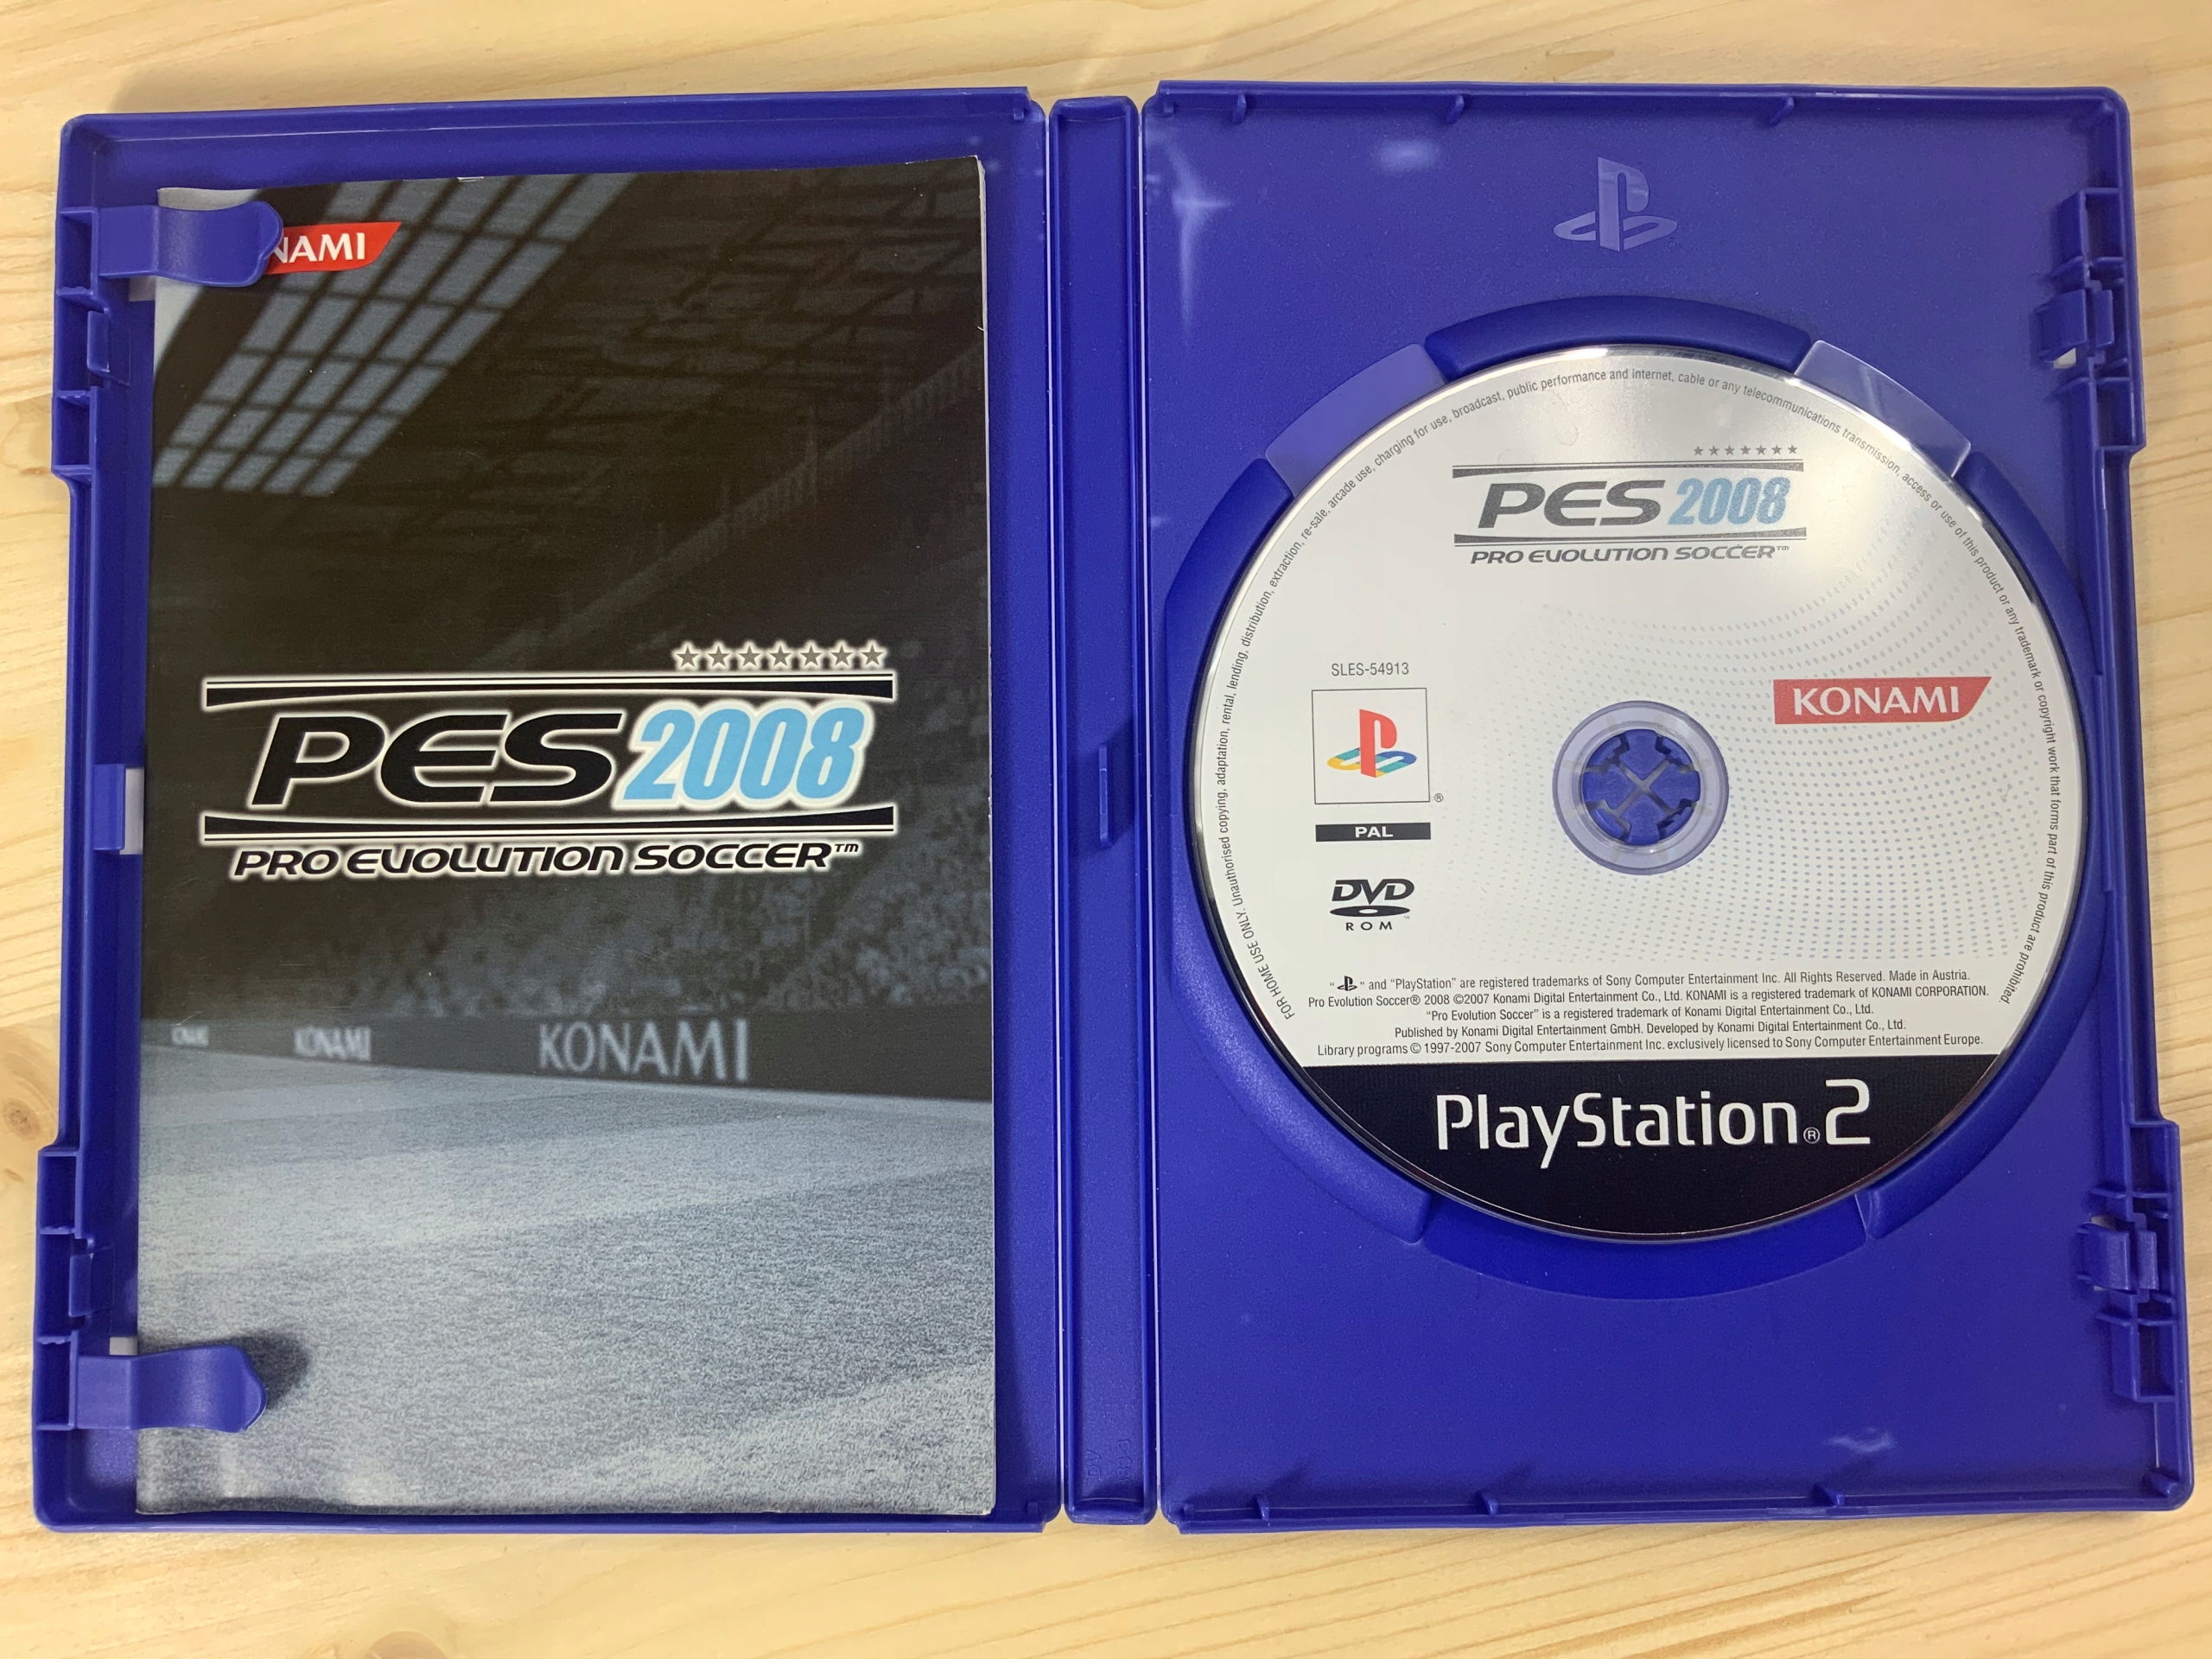 NAMI
PES 2008
PRO EVOLUTION SOCCER™
KONAMI
KONAMI
FOR HOME USE ONLY. Unauthorised copying, adaptation, rental, lending, distribution, extraction, re-sale, arcade use, charging for use, broadcast, public performance and internet, cable or any telecommunications transmission, access or use of this product or any trademark or copyright work that forms part of this product are prohibited.
PES 2008
PRO EVOLUTION SOCCER™
SLES-54913
KONAMI
®
PAL
DVD
ROM
" " and "PlayStation" are registered trademarks of Sony Computer Entertainment Inc. All Rights Reserved. Made in Austria.
Pro Evolution Soccer® 2008 ©2007 Konami Digital Entertainment Co., Ltd. KONAMI is a registered trademark of KONAMI CORPORATION.
"Pro Evolution Soccer" is a registered trademark of Konami Digital Entertainment Co., Ltd.
Published by Konami Digital Entertainment GmbH. Developed by Konami Digital Entertainment Co., Ltd.
Library programs © 1997-2007 Sony Computer Entertainment Inc. exclusively licensed to Sony Computer Entertainment Europe.
PlayStation®2